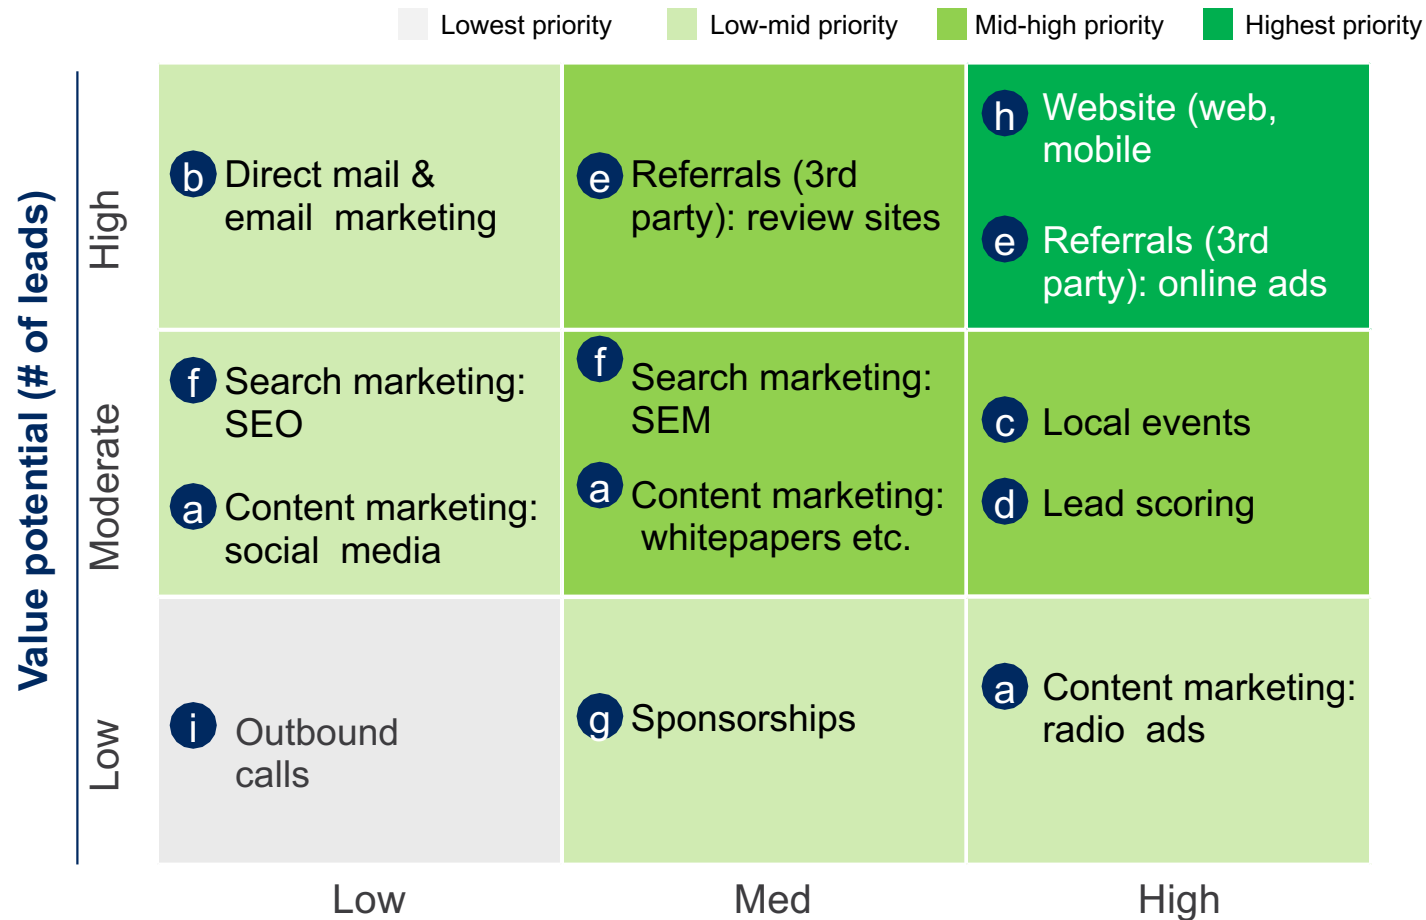 Lowest priority
Low-mid priority
Mid-high priority
Highest priority
Value potential (# of leads)
High
b
Direct mail &
email marketing
e
Referrals (3rd
party): review sites
h
Website (web,
mobile
e
Referrals (3rd
party): online ads
Moderate
f
Search marketing:
SEO
a
Content marketing:
social media
f
Search marketing:
SEM
a
Content marketing:
whitepapers etc.
c
Local events
d
Lead scoring
Low
i
Outbound
calls
g
Sponsorships
a
Content marketing:
radio ads
Low
Med
High